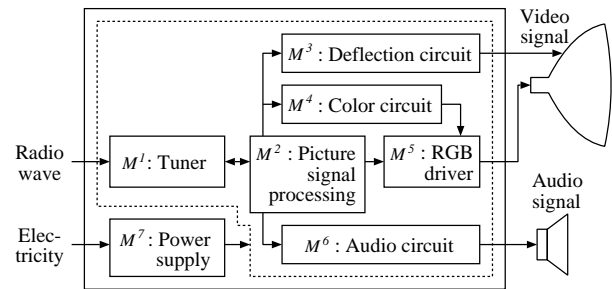 Video
signal
M³ : Deflection circuit
M⁴ : Color circuit
Radio
wave
M¹: Tuner
M² : Picture
signal
processing
M⁵ : RGB
driver
Audio
signal
Elec-
tricity
M⁷ : Power
supply
M⁶ : Audio circuit